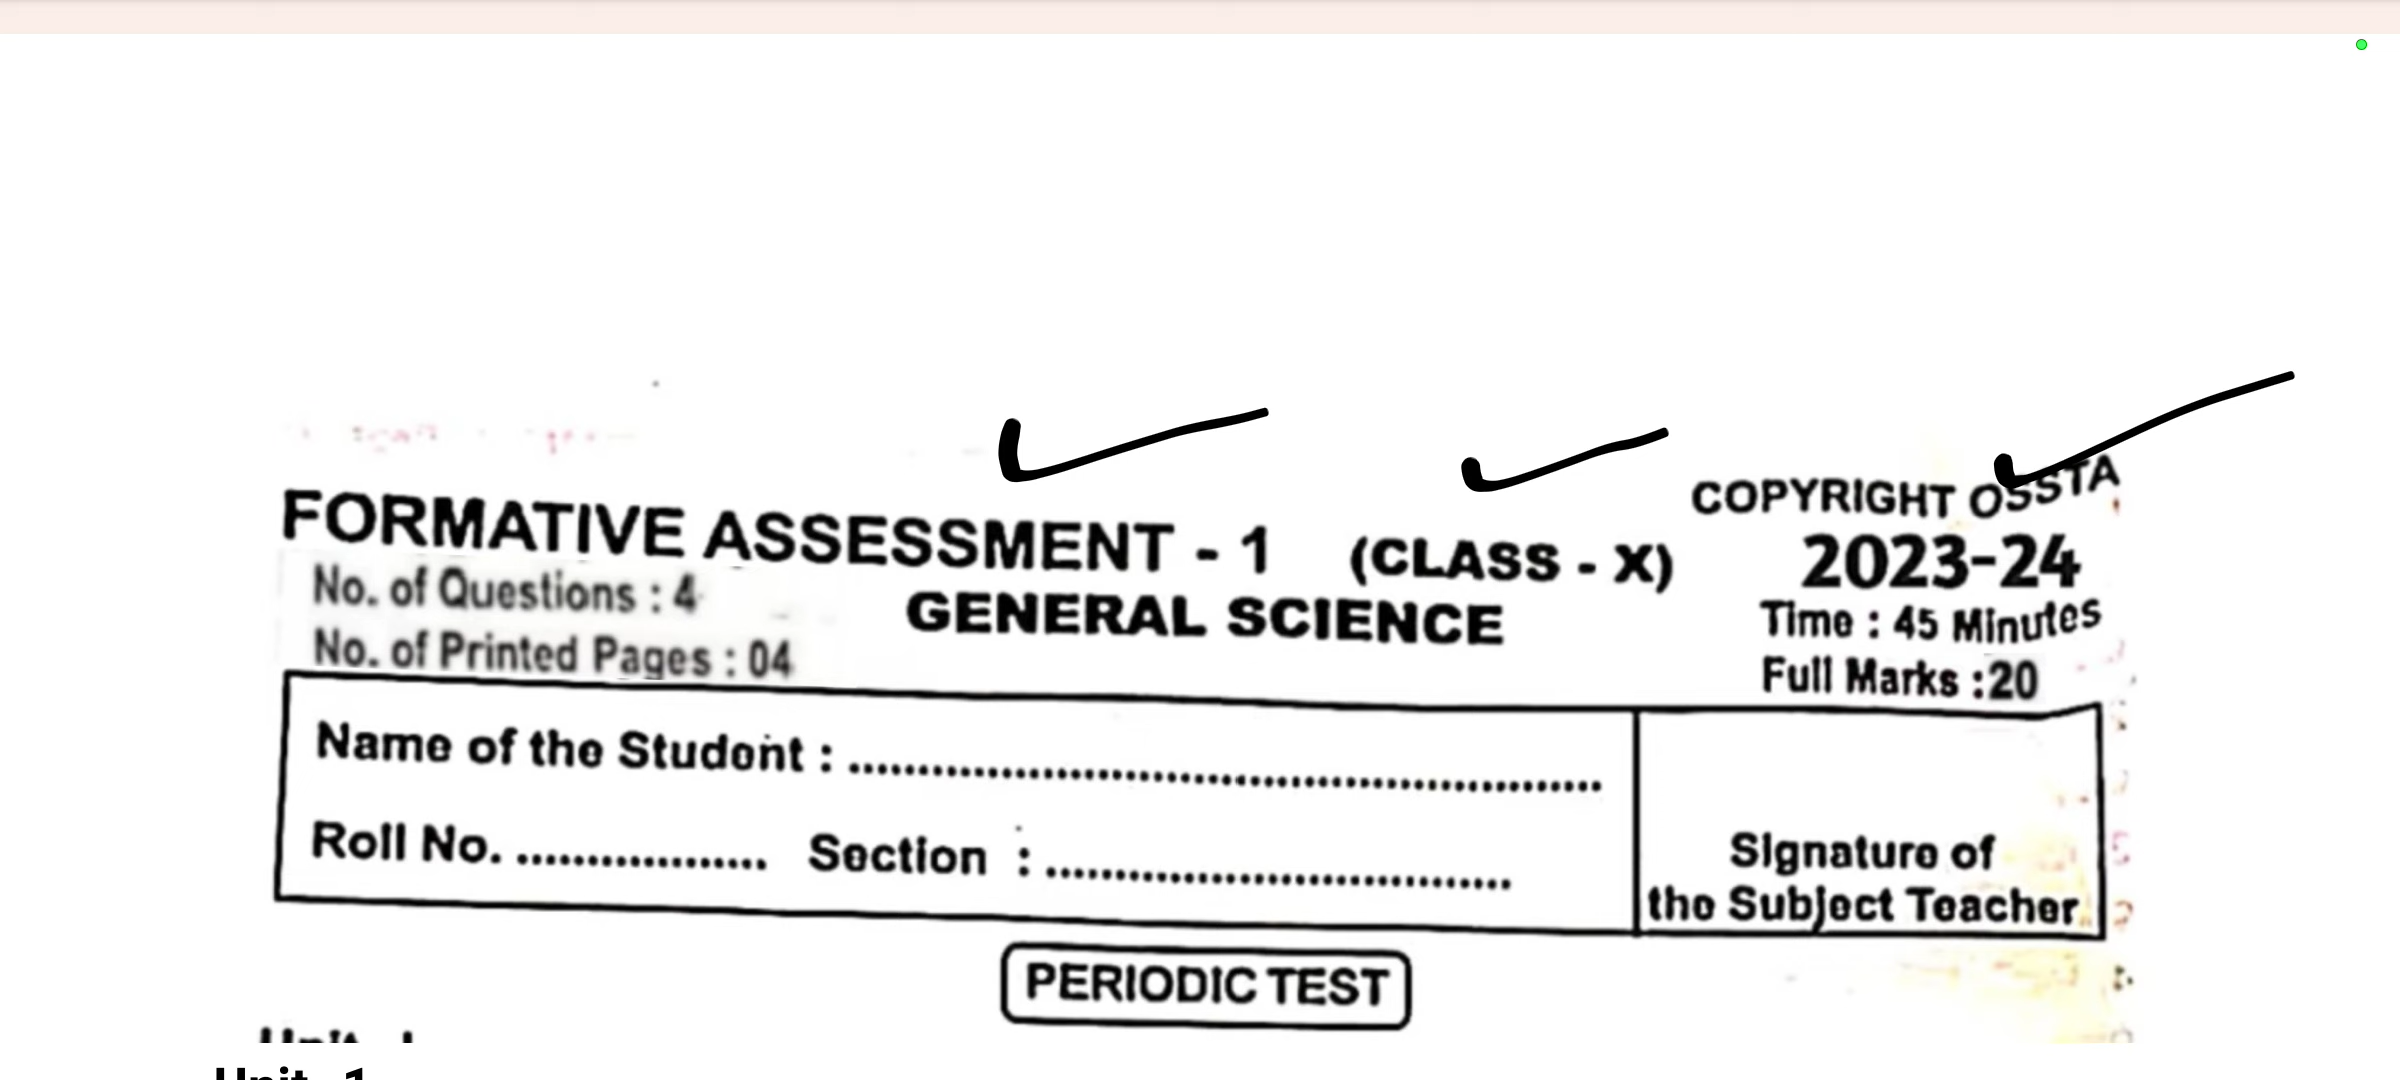 COPYRIGHT OSSTA
FORMATIVE ASSESSMENT - 1 (CLASS - X) 2023-24
No. of Questions : 4
GENERAL SCIENCE
Time : 45 Minutes
No. of Printed Pages : 04
Full Marks :20
Name of the Student : ......................................................
Roll No. .................. Section : ..................................
Signature of
the Subject Teacher
PERIODIC TEST
Unit - 1